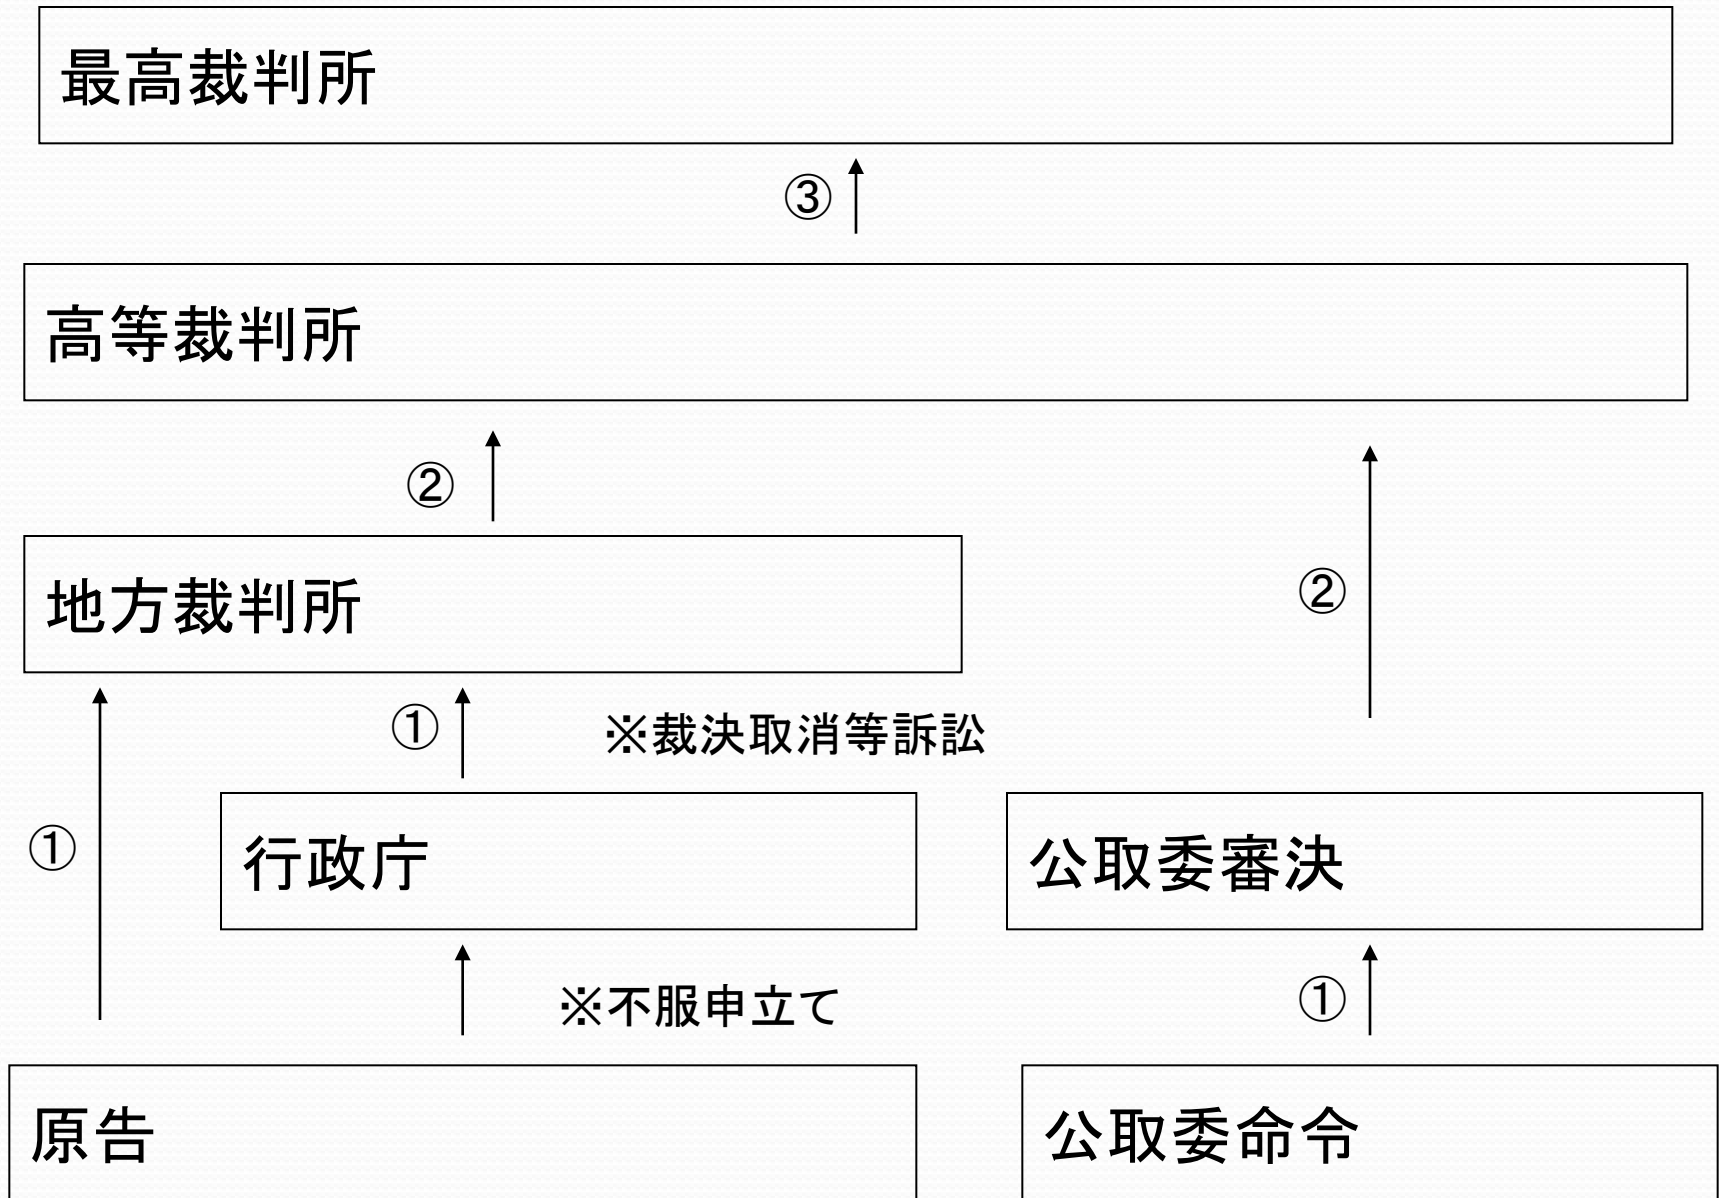 最高裁判所
③
高等裁判所
②
②
地方裁判所
①
※裁決取消等訴訟
①
行政庁
公取委審決
※不服申立て
①
原告
公取委命令